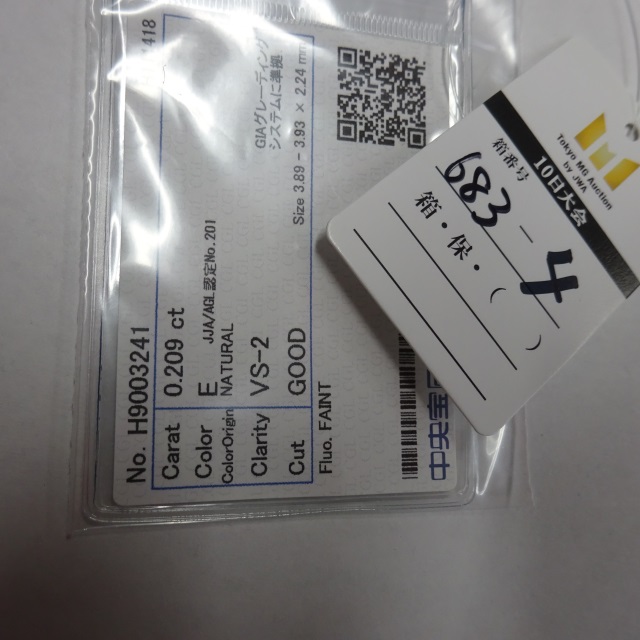 No. H9003241
Carat 0.209 ct
Color E JJA/AGL認定No.201
ColorOrigin NATURAL
Clarity VS-2
Cut GOOD
Fluo. FAINT
GIAグレーディング
システムに準拠
Size 3.89 - 3.93 × 2.24 mm
418
中央宝
Tokyo MG Auction
by JWA
10日大会
箱番号
683-4
箱・保・( )